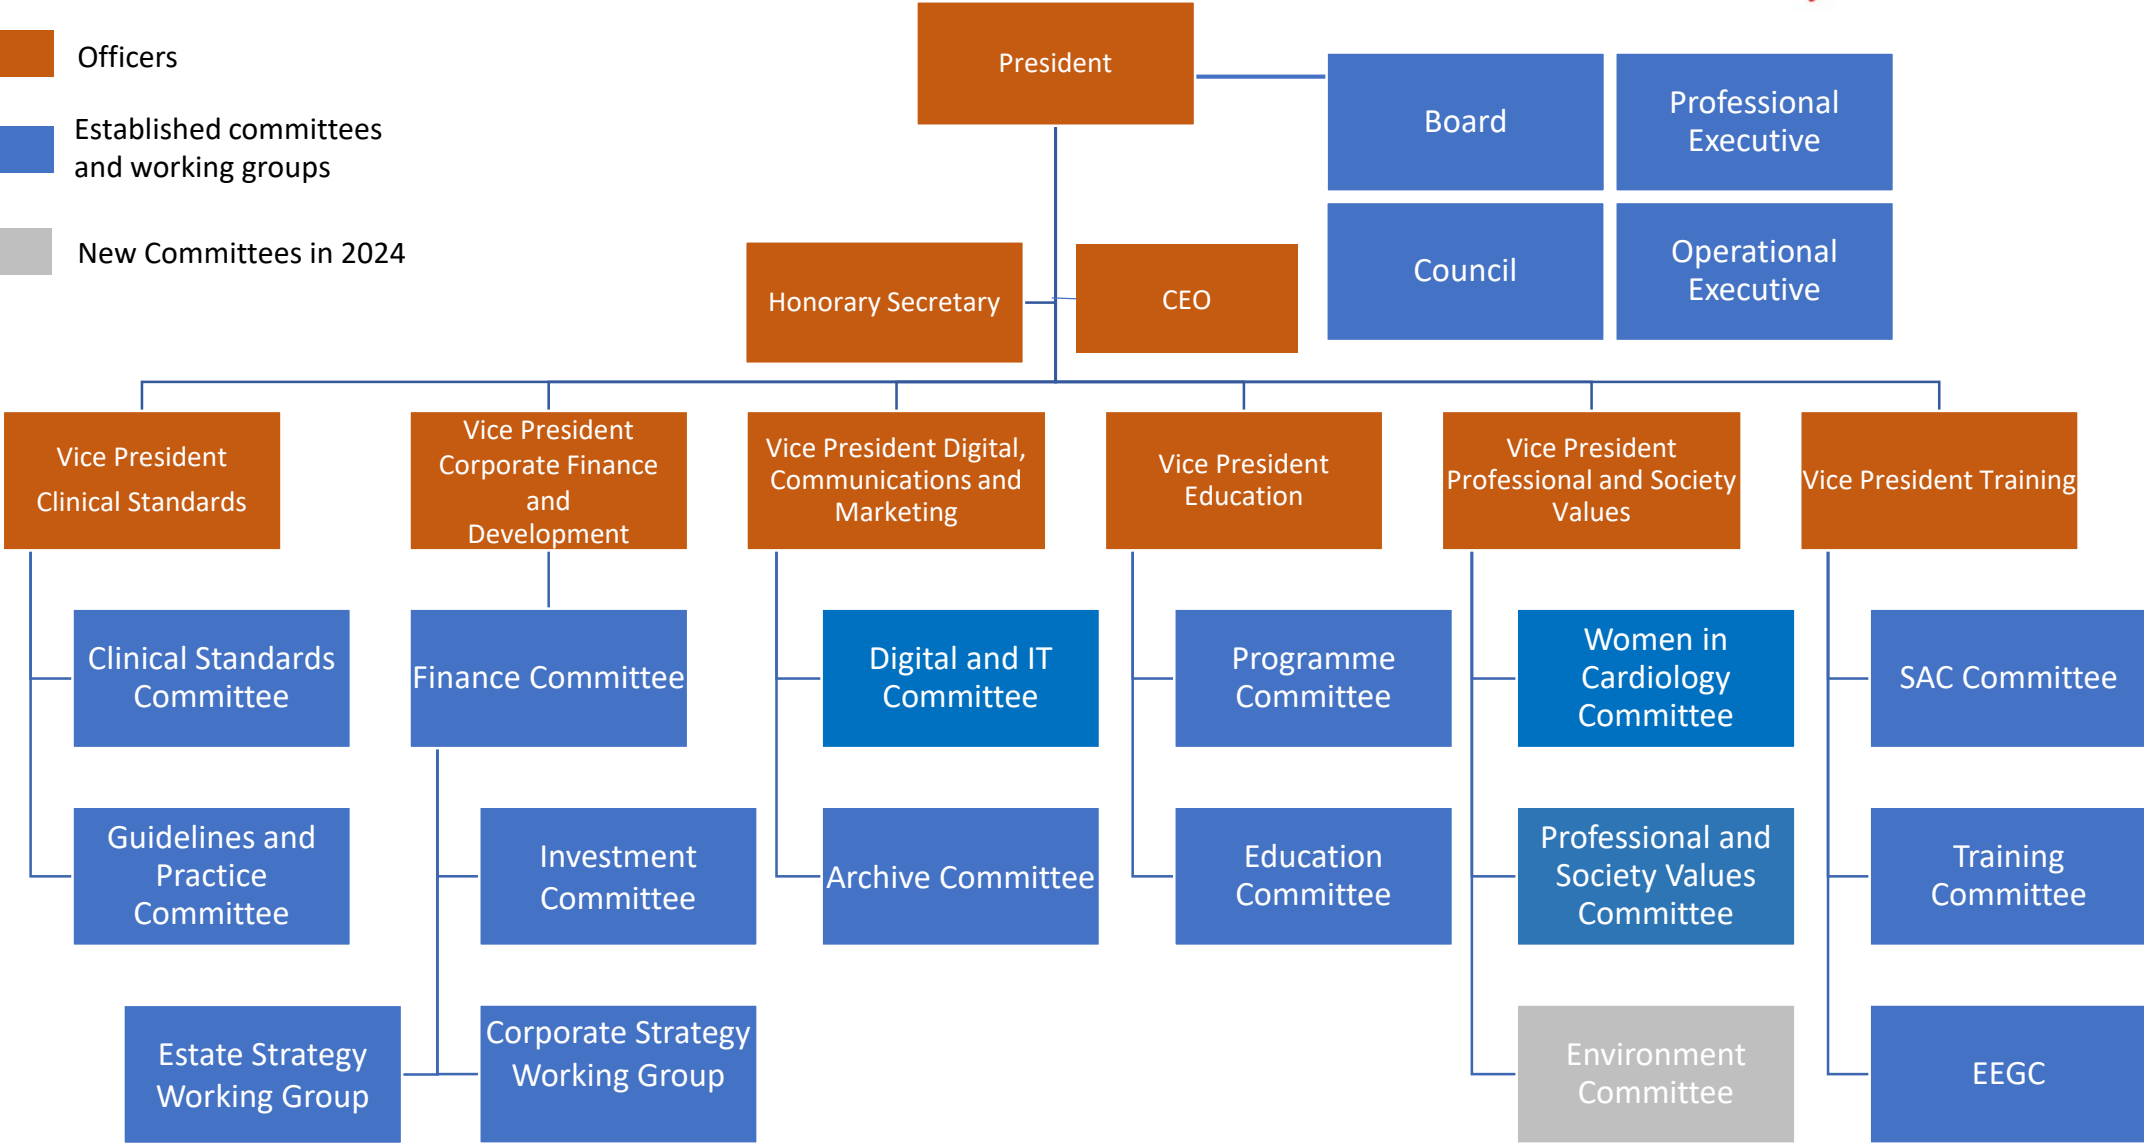 Officers
Established committees
and working groups
New Committees in 2024
President
Board
Professional
Executive
Council
Operational
Executive
Honorary Secretary
CEO
Vice President
Clinical Standards
Vice President
Corporate Finance
and
Development
Vice President Digital,
Communications and
Marketing
Vice President
Education
Vice President
Professional and Society
Values
Vice President Training
Clinical Standards
Committee
Finance Committee
Digital and IT
Committee
Programme
Committee
Women in
Cardiology
Committee
SAC Committee
Guidelines and
Practice
Committee
Investment
Committee
Archive Committee
Education
Committee
Professional and
Society Values
Committee
Training
Committee
Estate Strategy
Working Group
Corporate Strategy
Working Group
Environment
Committee
EEGC